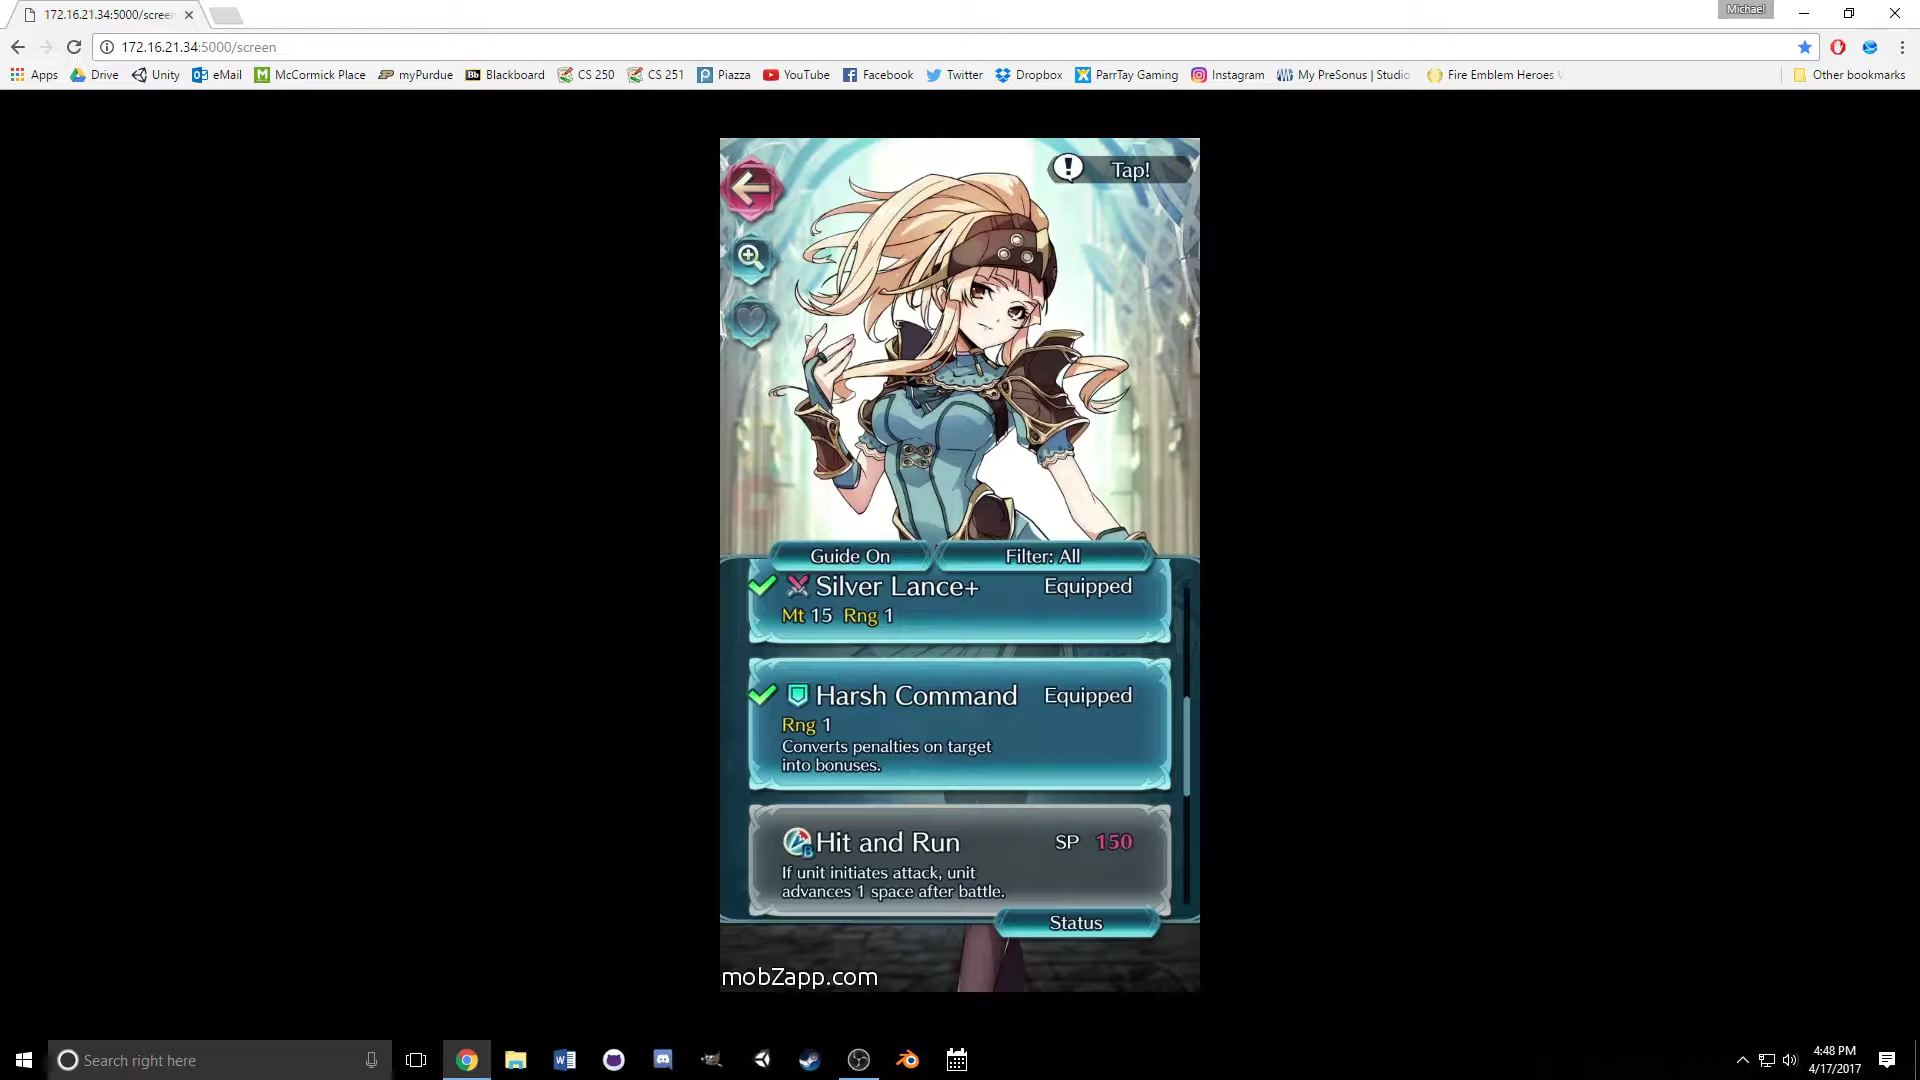 172.16.21.34:5000/scree
Michael
172.16.21.34:5000/screen
Apps Drive Unity eMail McCormick Place myPurdue Blackboard CS 250 CS 251 Piazza YouTube Facebook Twitter Dropbox ParrTay Gaming Instagram My PreSonus | Studio Fire Emblem Heroes Other bookmarks
Tap!
Guide On Filter: All
Silver Lance+ Equipped
Mt 15 Rng 1
Harsh Command Equipped
Rng 1
Converts penalties on target
into bonuses.
Hit and Run SP 150
If unit initiates attack, unit
advances 1 space after battle.
Status
mobZapp.com
Search right here
4:48 PM
4/17/2017